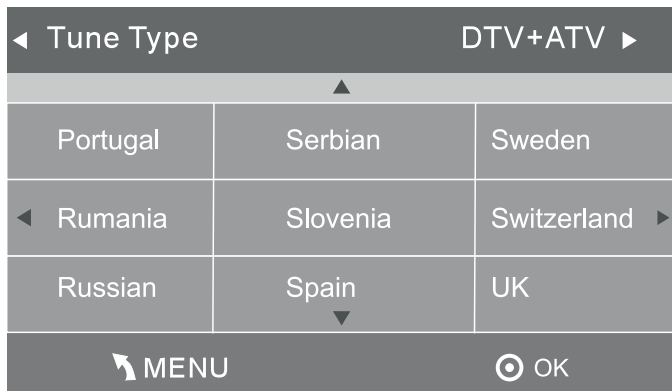 Tune Type DTV+ATV
Portugal Serbian Sweden
Rumania Slovenia Switzerland
Russian Spain UK
MENU OK